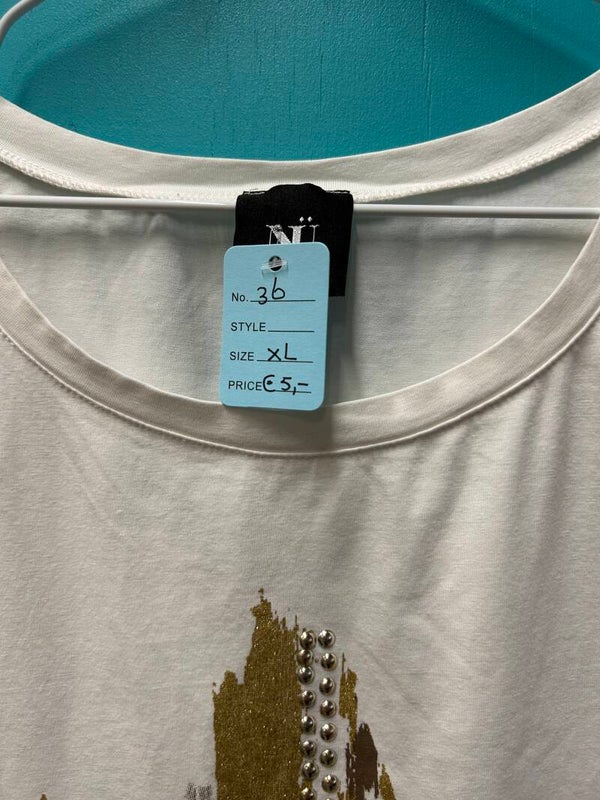 NÜ
No. 36
STYLE
SIZE XL
PRICE €5,-